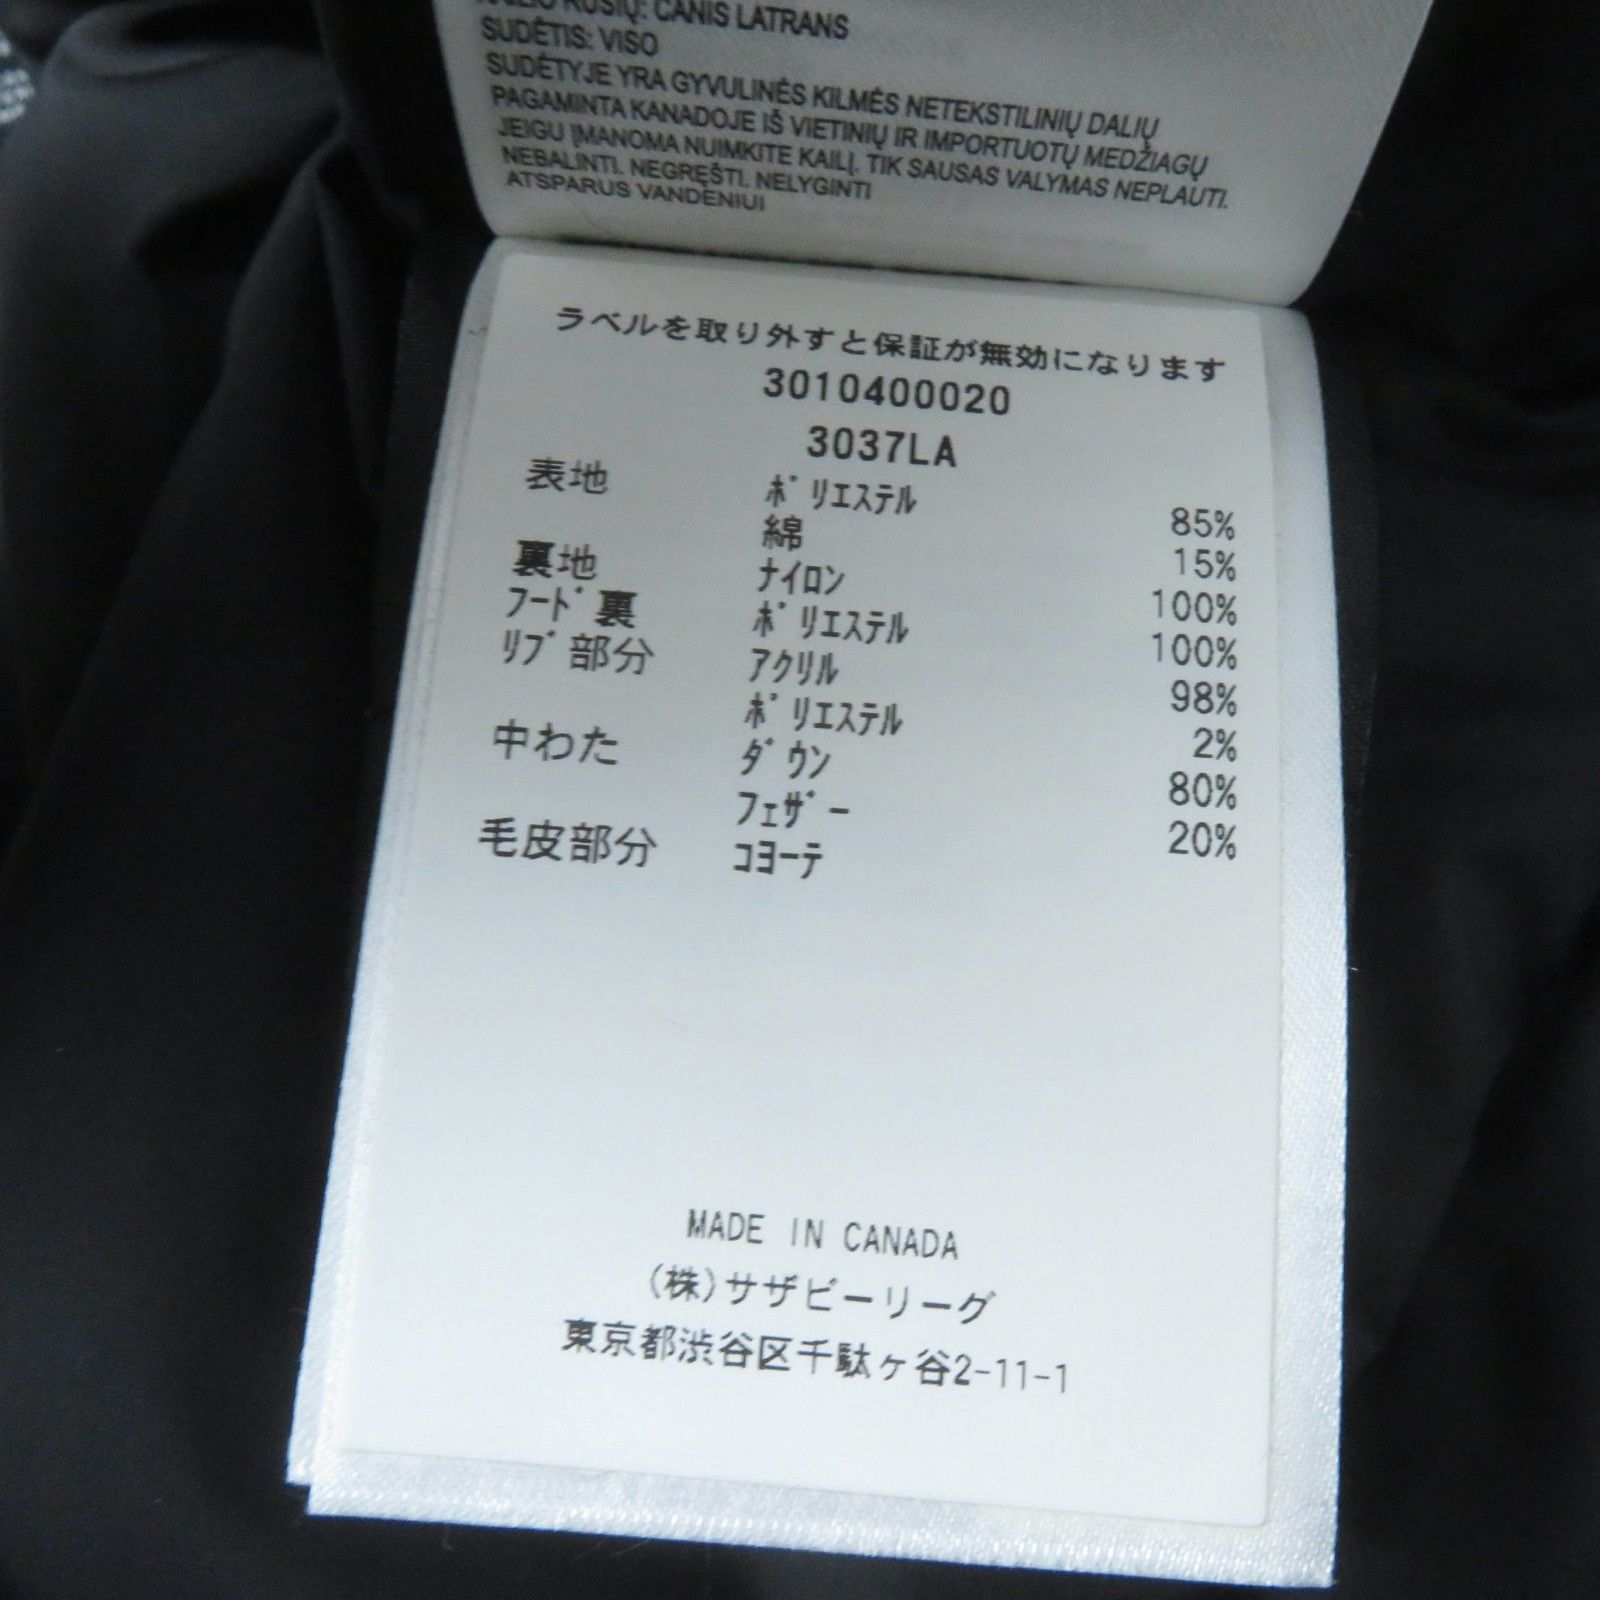 RŪŠIŲ: CANIS LATRANS
SUDĖTIS: VISO
SUDĖTYJE YRA GYVULINĖS KILMĖS NETEKSTILINIŲ DALIŲ
PAGAMINTA KANADOJE IŠ VIETINIŲ IR IMPORTUOTŲ MEDŽIAGŲ
JEIGU ĮMANOMA NUIMKITE KAILĮ. TIK SAUSAS VALYMAS NEPLAUTI.
NEBALINTI. NEGRĘŠTI. NELYGINTI
ATSPARUS VANDENIUI
ラベルを取り外すと保証が無効になります
3010400020
3037LA
表地 ポリエステル 85%
綿 15%
裏地 ナイロン 100%
フード裏 ポリエステル 100%
リブ部分 アクリル 98%
ポリエステル 2%
中わた ダウン 80%
フェザー 20%
毛皮部分 コヨーテ
MADE IN CANADA
(株)サザビーリーグ
東京都渋谷区千駄ヶ谷2-11-1